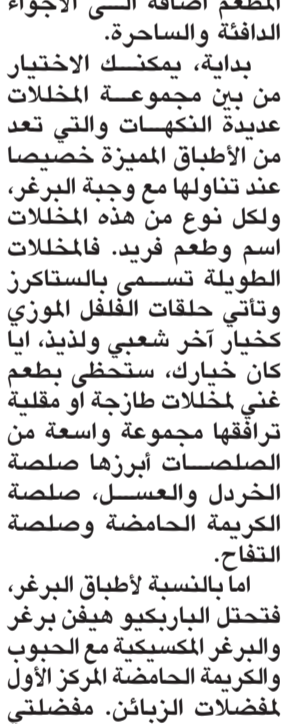 المطعم اضافة الى الاجواء
الدافئة والساحرة.
بداية، يمكنك الاختيار
من بين مجموعة المخللات
عديدة النكهات والتي تعد
من الأطباق المميزة خصيصا
عند تناولها مع وجبة البرغر،
ولكل نوع من هذه المخللات
اسم وطعم فريد. فالمخللات
الطويلة تسمى بالستاكرز
وتأتي حلقات الفلفل الموزي
كخيار آخر شعبي ولذيذ، ايا
كان خيارك، ستحظى بطعم
غني لمخللات طازجة او مقلية
ترافقها مجموعة واسعة من
الصلصات أبرزها صلصة
الخردل والعسل، صلصة
الكريمة الحامضة وصلصة
التفاح.
اما بالنسبة لأطباق البرغر،
فتحتل الباربكيو هيفن برغر
والبرغر المكسيكية مع الحبوب
والكريمة الحامضة المركز الأول
لمفضلات الزبائن. مفضلتي